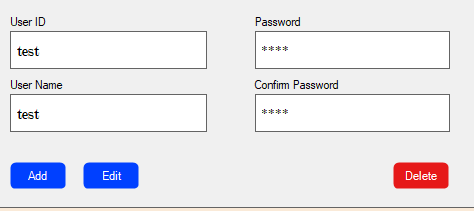 User ID
Password
test
****
User Name
Confirm Password
test
****
Add
Edit
Delete